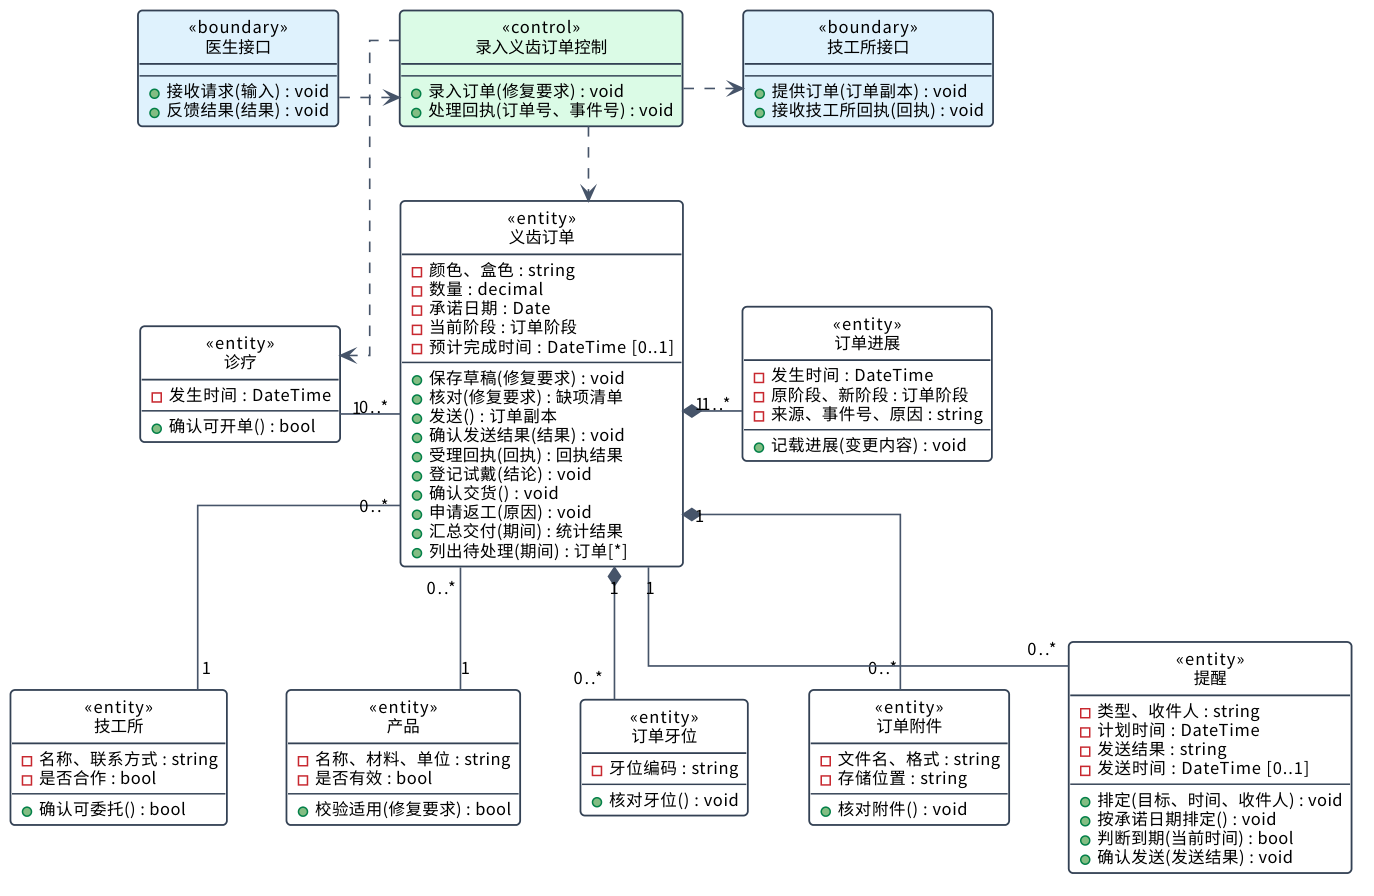 «boundary»
医生接口
接收请求(输入) : void
反馈结果(结果) : void
«control»
录入义齿订单控制
录入订单(修复要求) : void
处理回执(订单号、事件号) : void
«boundary»
技工所接口
提供订单(订单副本) : void
接收技工所回执(回执) : void
«entity»
义齿订单
颜色、盒色 : string
数量 : decimal
承诺日期 : Date
当前阶段 : 订单阶段
预计完成时间 : DateTime [0..1]
保存草稿(修复要求) : void
核对(修复要求) : 缺项清单
发送() : 订单副本
确认发送结果(结果) : void
受理回执(回执) : 回执结果
登记试戴(结论) : void
确认交货() : void
申请返工(原因) : void
汇总交付(期间) : 统计结果
列出待处理(期间) : 订单[*]
«entity»
诊疗
发生时间 : DateTime
确认可开单() : bool
1
0..*
«entity»
订单进展
发生时间 : DateTime
原阶段、新阶段 : 订单阶段
来源、事件号、原因 : string
记载进展(变更内容) : void
1
1..*
0..*
1
0..*
1
1
0..*
1
0..*
1
0..*
«entity»
技工所
名称、联系方式 : string
是否合作 : bool
确认可委托() : bool
«entity»
产品
名称、材料、单位 : string
是否有效 : bool
校验适用(修复要求) : bool
«entity»
订单牙位
牙位编码 : string
核对牙位() : void
«entity»
订单附件
文件名、格式 : string
存储位置 : string
核对附件() : void
«entity»
提醒
类型、收件人 : string
计划时间 : DateTime
发送结果 : string
发送时间 : DateTime [0..1]
排定(目标、时间、收件人) : void
按承诺日期排定() : void
判断到期(当前时间) : bool
确认发送(发送结果) : void